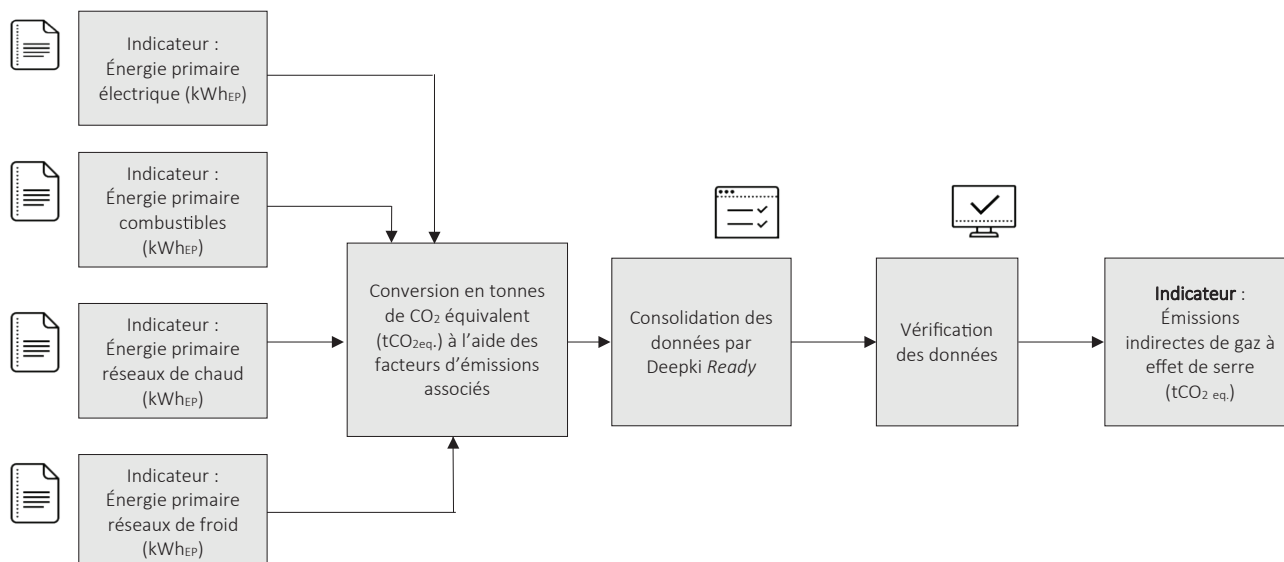 Indicateur :
Énergie primaire
électrique (kWhEP)
Indicateur :
Énergie primaire
combustibles
(kWhEP)
Indicateur :
Énergie primaire
réseaux de chaud
(kWhEP)
Indicateur :
Énergie primaire
réseaux de froid
(kWhEP)
Conversion en tonnes
de CO2 équivalent
(tCO2eq.) à l’aide des
facteurs d’émissions
associés
Consolidation des
données par
Deepki Ready
Vérification
des données
Indicateur :
Émissions
indirectes de gaz à
effet de serre
(tCO2 eq.)